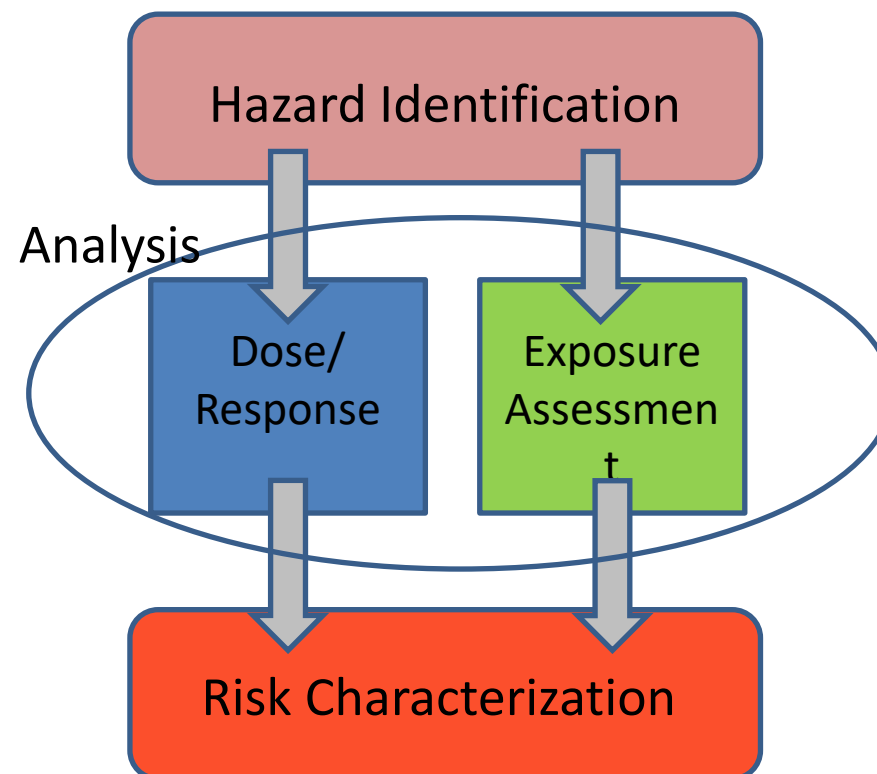 Hazard Identification
Analysis
Dose/
Response
Exposure
Assessmen
t
Risk Characterization